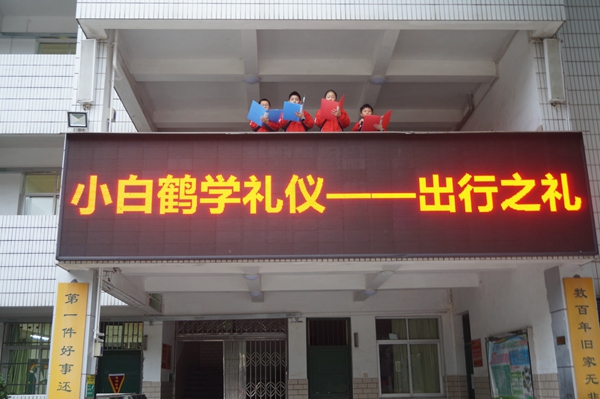 小白鹤学礼仪——出行之礼
第一件好事还
数百年旧家无非